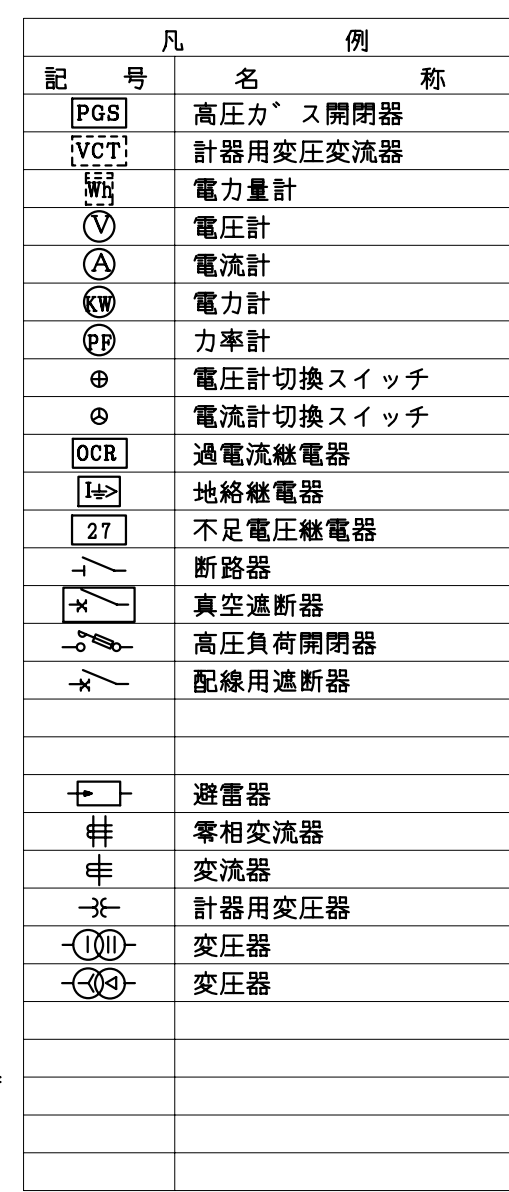 凡 例
記 号 名 称
PGS 高圧ガス開閉器
VCT 計器用変圧変流器
Wh 電力量計
V 電圧計
A 電流計
KW 電力計
PF 力率計
電圧計切換スイッチ
電流計切換スイッチ
OCR 過電流継電器
I⏚> 地絡継電器
27 不足電圧継電器
断路器
真空遮断器
高圧負荷開閉器
配線用遮断器
避雷器
零相変流器
変流器
計器用変圧器
変圧器
変圧器